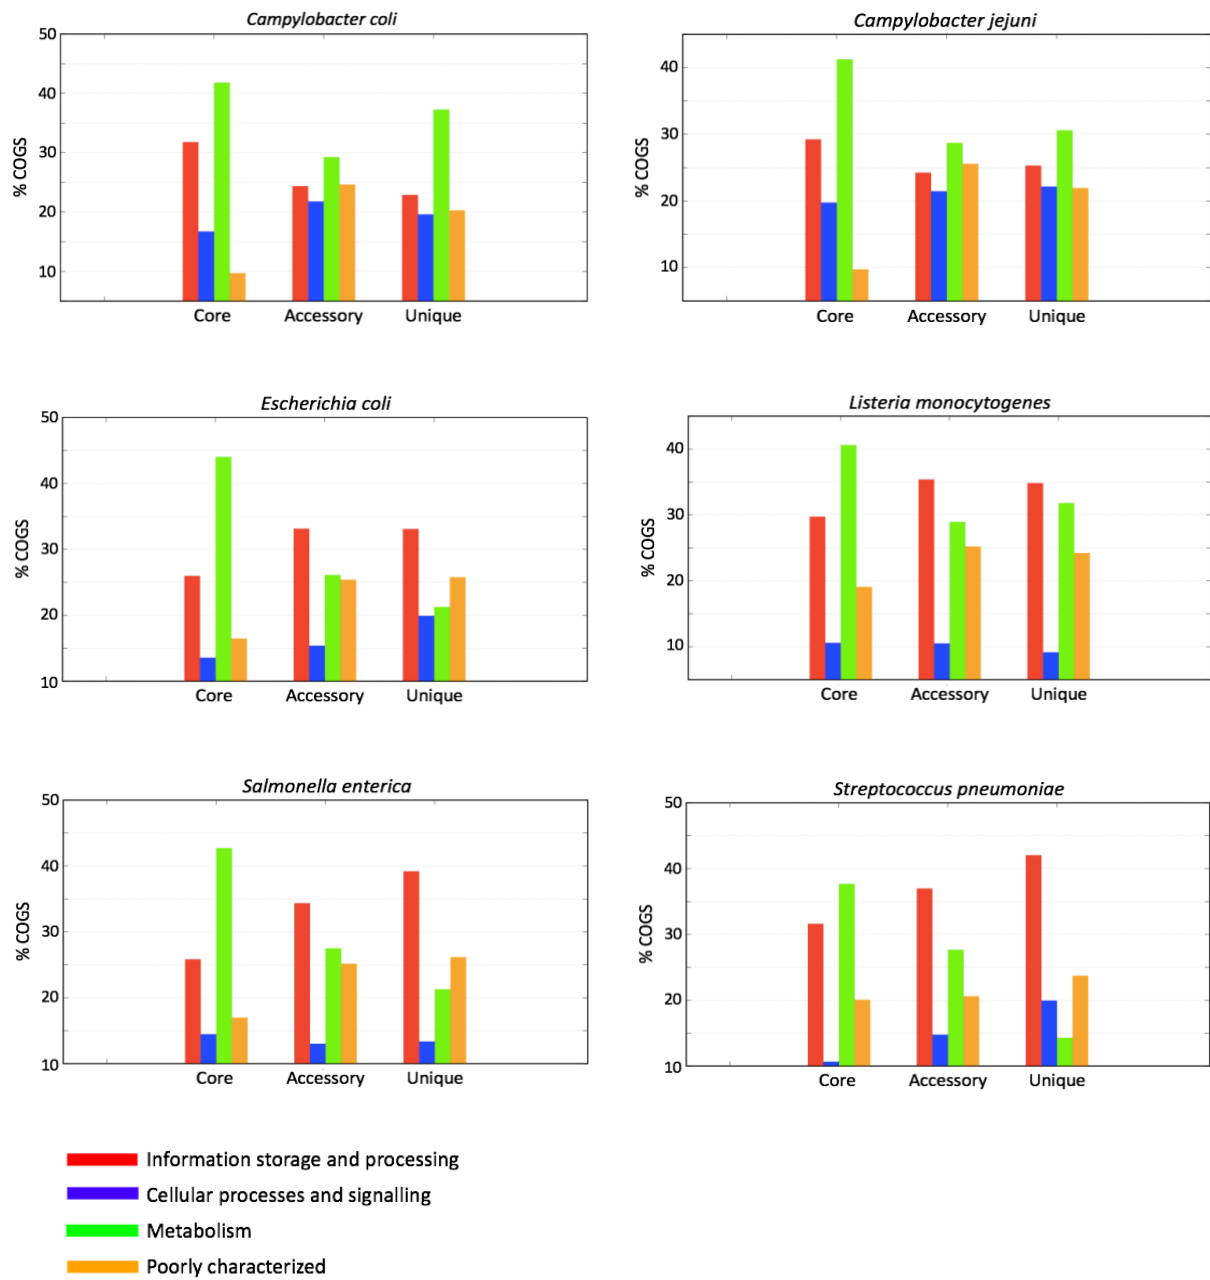 Campylobacter coli
50
40
30
20
10
% COGS
Core Accessory Unique
Campylobacter jejuni
40
30
20
10
% COGS
Core Accessory Unique
Escherichia coli
50
40
30
20
10
% COGS
Core Accessory Unique
Listeria monocytogenes
40
30
20
10
% COGS
Core Accessory Unique
Salmonella enterica
50
40
30
20
10
% COGS
Core Accessory Unique
Streptococcus pneumoniae
50
40
30
20
10
% COGS
Core Accessory Unique
Information storage and processing
Cellular processes and signalling
Metabolism
Poorly characterized